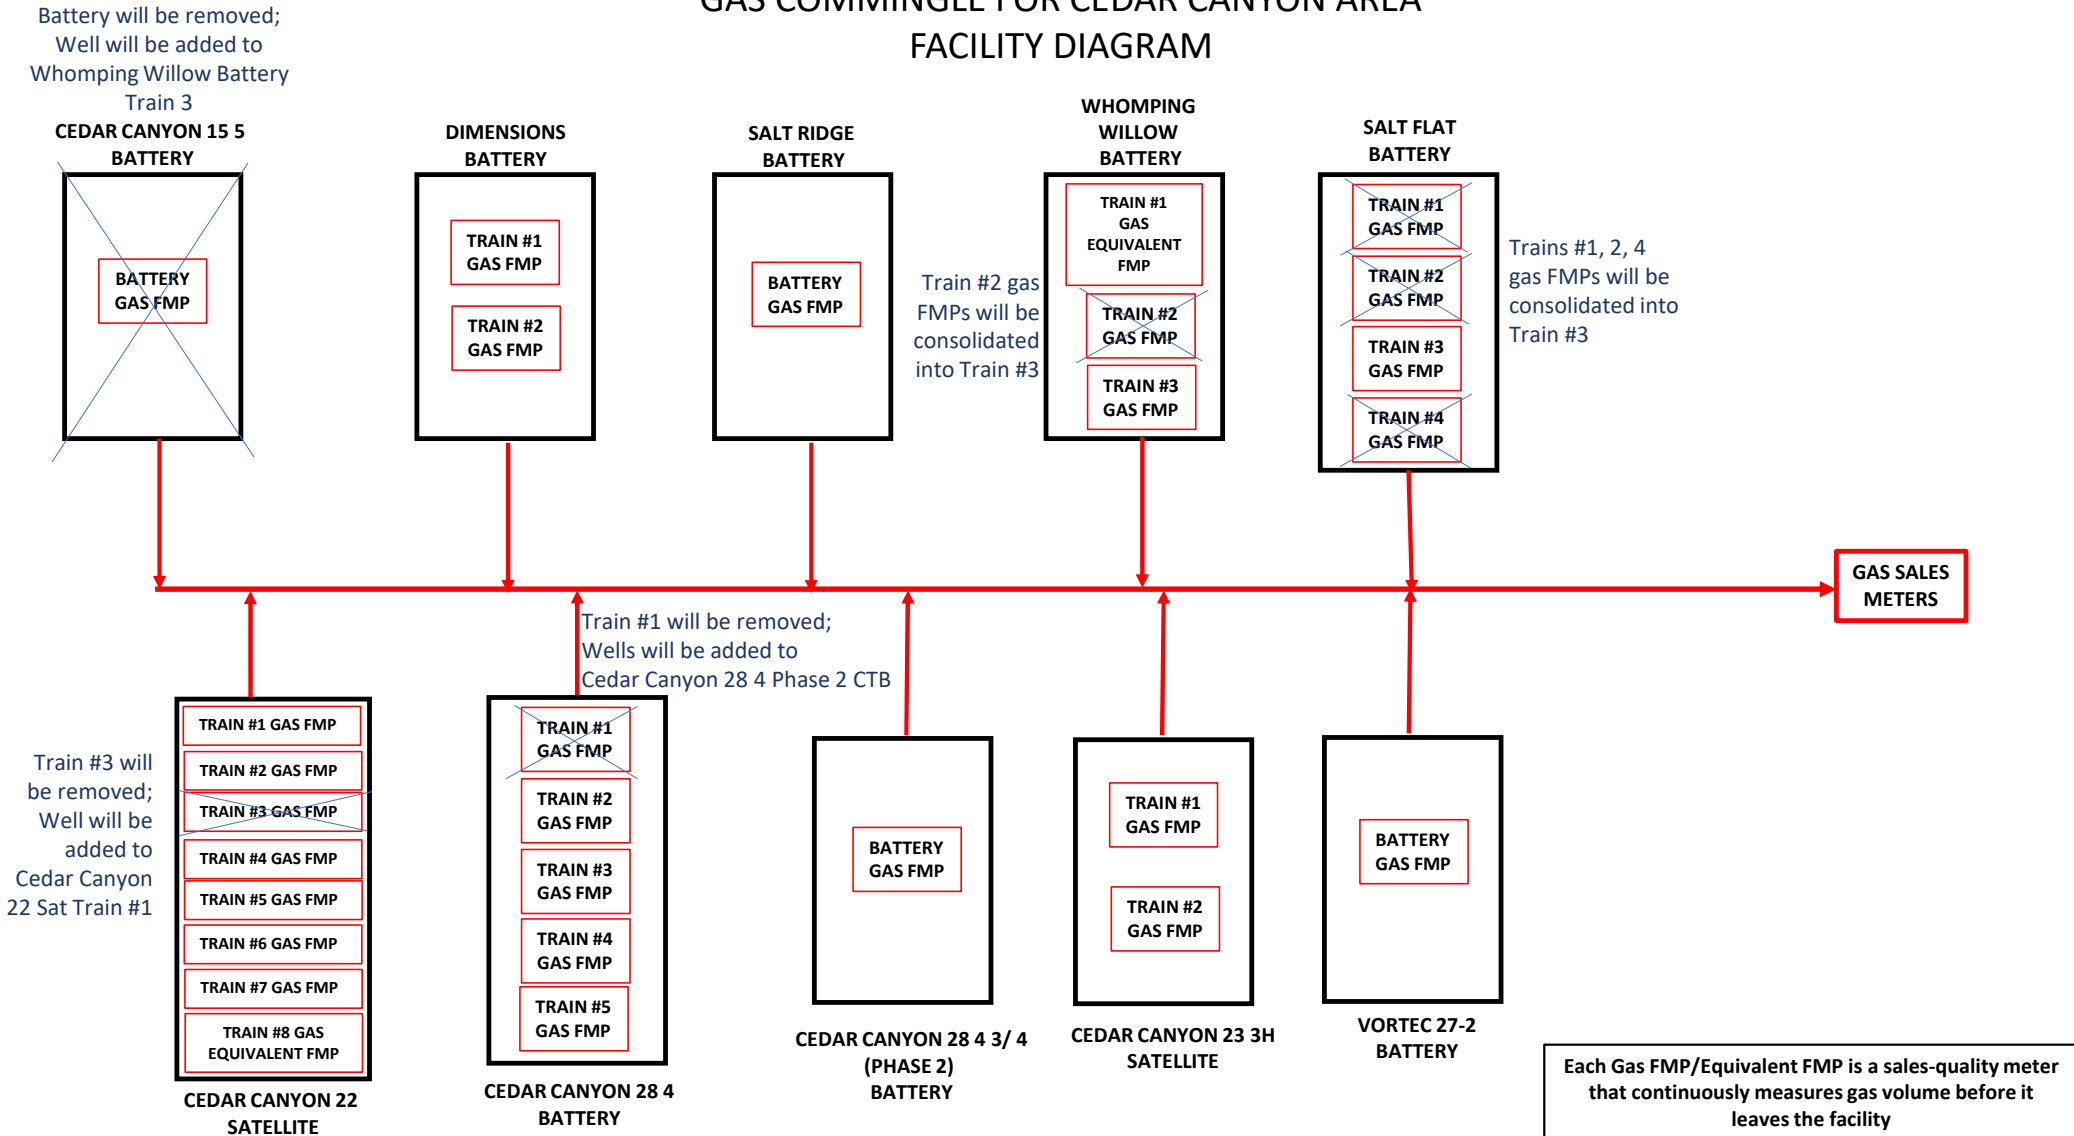 GAS COMMINGLE FOR CEDAR CANYON AREA
FACILITY DIAGRAM
Battery will be removed;
Well will be added to
Whomping Willow Battery
Train 3
CEDAR CANYON 15 5
BATTERY
BATTERY
GAS FMP
DIMENSIONS
BATTERY
TRAIN #1
GAS FMP
TRAIN #2
GAS FMP
SALT RIDGE
BATTERY
BATTERY
GAS FMP
WHOMPING
WILLOW
BATTERY
TRAIN #1
GAS
EQUIVALENT
FMP
TRAIN #2
GAS FMP
TRAIN #3
GAS FMP
Train #2 gas
FMPs will be
consolidated
into Train #3
SALT FLAT
BATTERY
TRAIN #1
GAS FMP
TRAIN #2
GAS FMP
TRAIN #3
GAS FMP
TRAIN #4
GAS FMP
Trains #1, 2, 4
gas FMPs will be
consolidated into
Train #3
GAS SALES
METERS
Train #3 will
be removed;
Well will be
added to
Cedar Canyon
22 Sat Train #1
TRAIN #1 GAS FMP
TRAIN #2 GAS FMP
TRAIN #3 GAS FMP
TRAIN #4 GAS FMP
TRAIN #5 GAS FMP
TRAIN #6 GAS FMP
TRAIN #7 GAS FMP
TRAIN #8 GAS
EQUIVALENT FMP
CEDAR CANYON 22
SATELLITE
Train #1 will be removed;
Wells will be added to
Cedar Canyon 28 4 Phase 2 CTB
TRAIN #1
GAS FMP
TRAIN #2
GAS FMP
TRAIN #3
GAS FMP
TRAIN #4
GAS FMP
TRAIN #5
GAS FMP
CEDAR CANYON 28 4
BATTERY
BATTERY
GAS FMP
CEDAR CANYON 28 4 3/ 4
(PHASE 2)
BATTERY
TRAIN #1
GAS FMP
TRAIN #2
GAS FMP
CEDAR CANYON 23 3H
SATELLITE
BATTERY
GAS FMP
VORTEC 27-2
BATTERY
Each Gas FMP/Equivalent FMP is a sales-quality meter
that continuously measures gas volume before it
leaves the facility